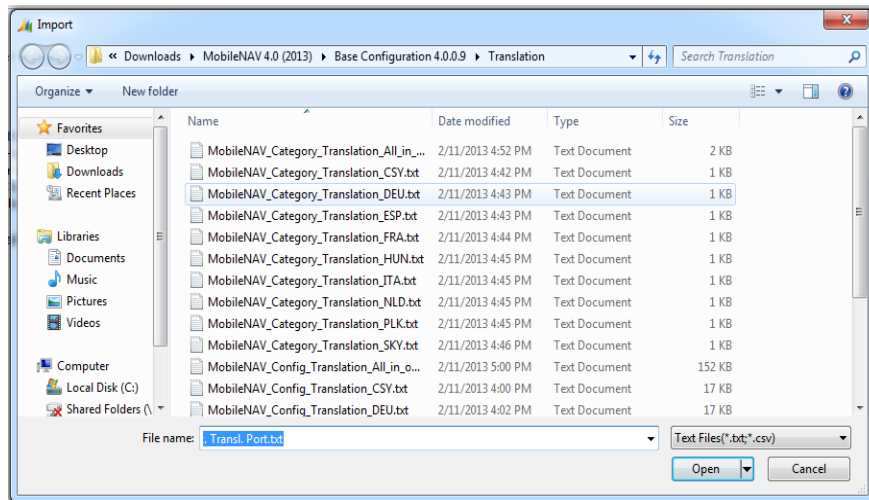 Import
« Downloads ▸ MobileNAV 4.0 (2013) ▸ Base Configuration 4.0.0.9 ▸ Translation Search Translation
Organize New folder
Name Date modified Type Size
Favorites
Desktop
Downloads
Recent Places
Libraries
Documents
Music
Pictures
Videos
Computer
Local Disk (C:)
Shared Folders (\
MobileNAV_Category_Translation_All_in_... 2/11/2013 4:52 PM Text Document 2 KB
MobileNAV_Category_Translation_CSY.txt 2/11/2013 4:42 PM Text Document 1 KB
MobileNAV_Category_Translation_DEU.txt 2/11/2013 4:43 PM Text Document 1 KB
MobileNAV_Category_Translation_ESP.txt 2/11/2013 4:43 PM Text Document 1 KB
MobileNAV_Category_Translation_FRA.txt 2/11/2013 4:44 PM Text Document 1 KB
MobileNAV_Category_Translation_HUN.txt 2/11/2013 4:45 PM Text Document 1 KB
MobileNAV_Category_Translation_ITA.txt 2/11/2013 4:45 PM Text Document 1 KB
MobileNAV_Category_Translation_NLD.txt 2/11/2013 4:45 PM Text Document 1 KB
MobileNAV_Category_Translation_PLK.txt 2/11/2013 4:45 PM Text Document 1 KB
MobileNAV_Category_Translation_SKY.txt 2/11/2013 4:46 PM Text Document 1 KB
MobileNAV_Config_Translation_All_in_o... 2/11/2013 5:00 PM Text Document 152 KB
MobileNAV_Config_Translation_CSY.txt 2/11/2013 4:00 PM Text Document 17 KB
MobileNAV_Config_Translation_DEU.txt 2/11/2013 4:02 PM Text Document 17 KB
File name: . Transl. Port.txt Text Files(*.txt;*.csv)
Open Cancel